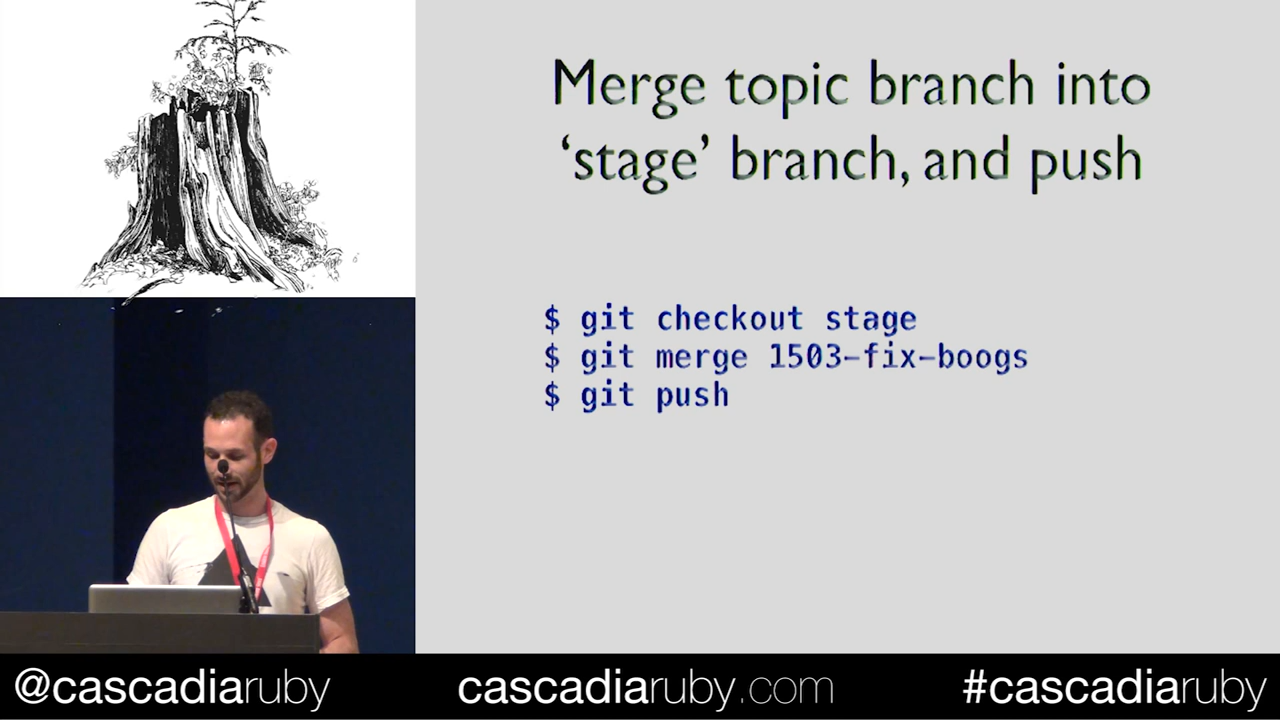 Merge topic branch into
‘stage’ branch, and push
$ git checkout stage
$ git merge 1503-fix-boogs
$ git push
@cascadiaruby cascadiaruby.com #cascadiaruby